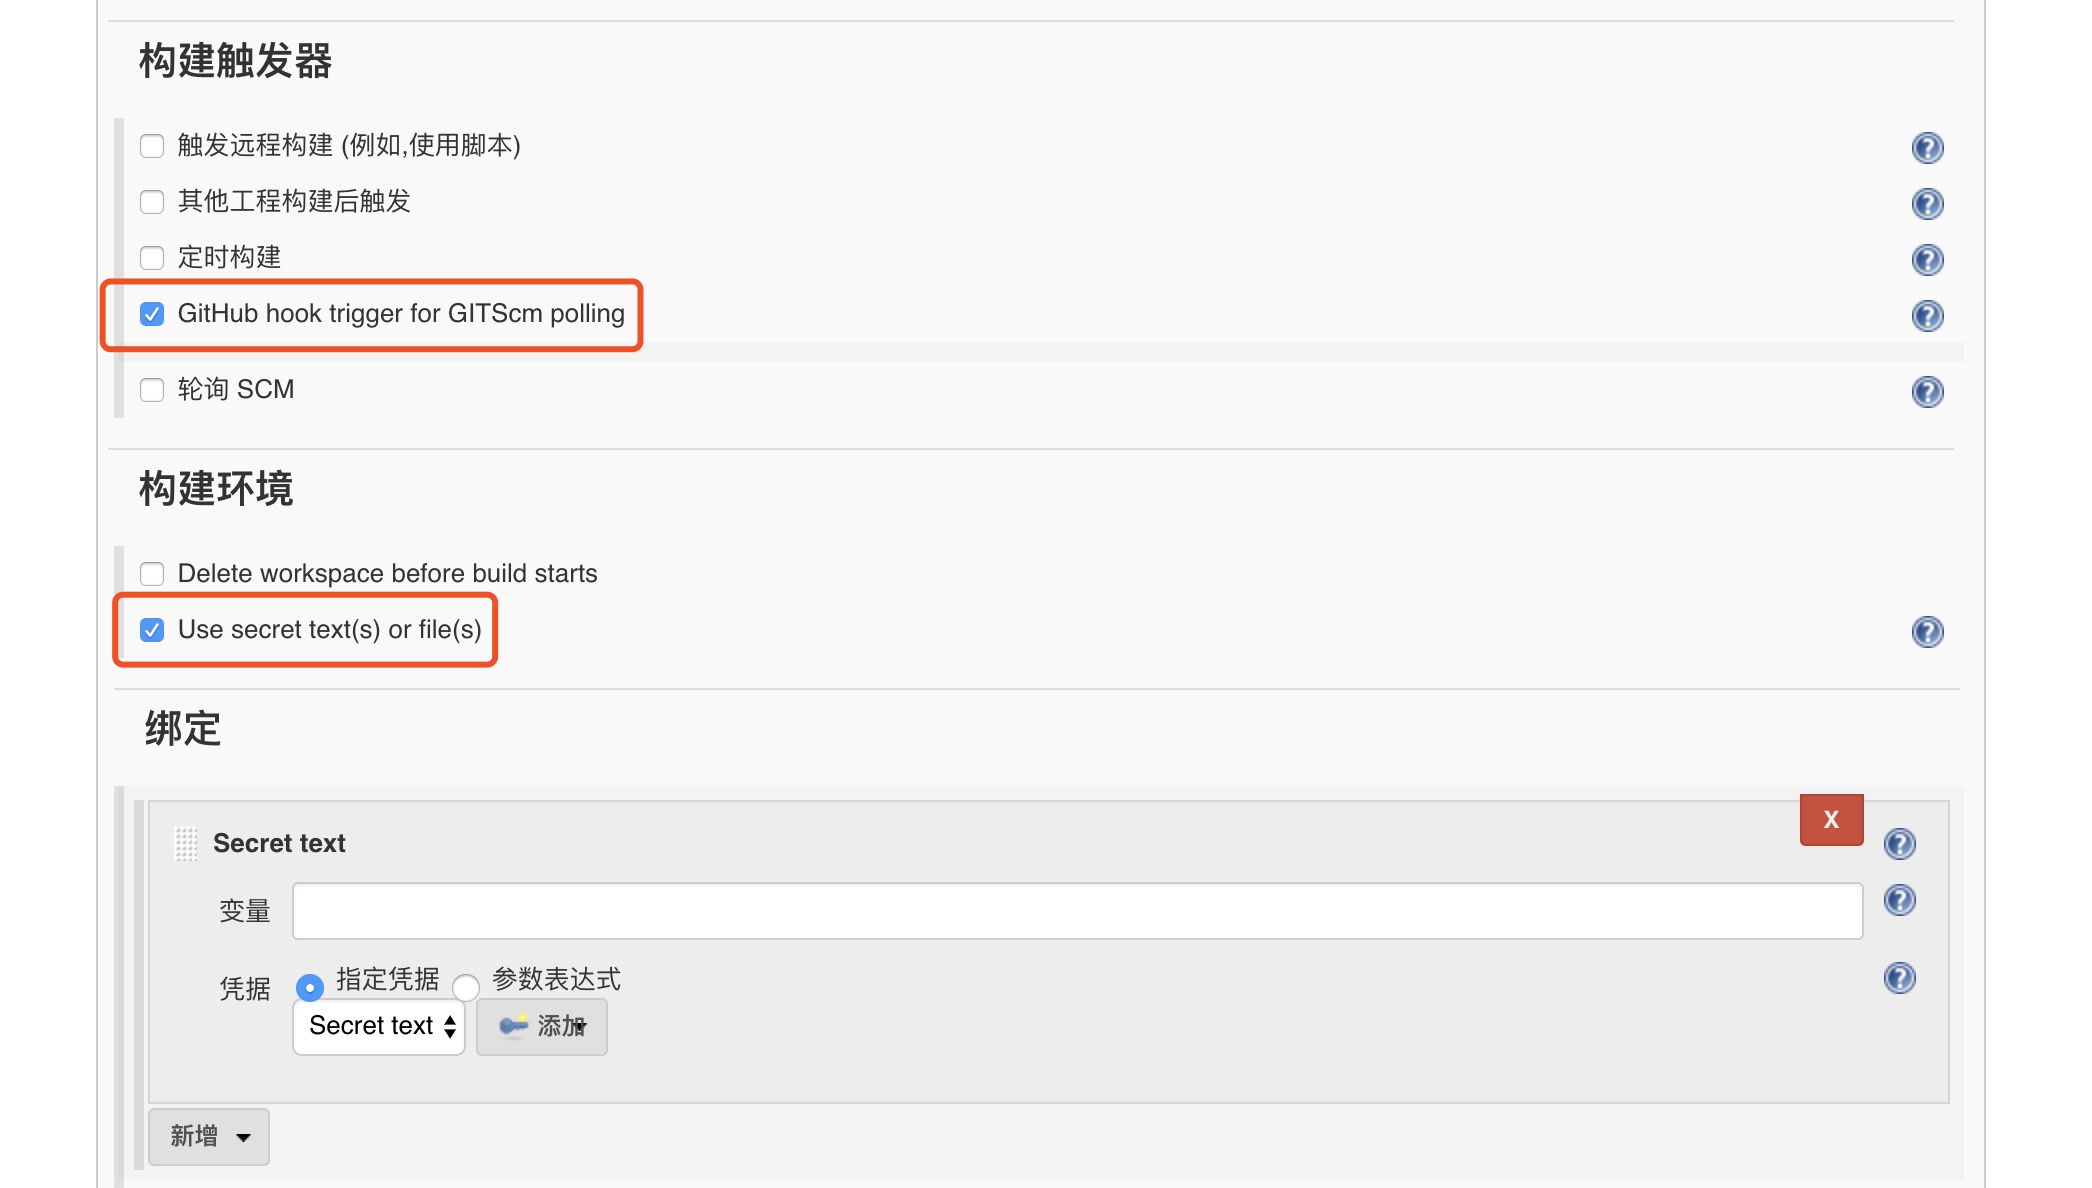 构建触发器
触发远程构建 (例如,使用脚本)
其他工程构建后触发
定时构建
GitHub hook trigger for GITScm polling
轮询 SCM
构建环境
Delete workspace before build starts
Use secret text(s) or file(s)
绑定
X
Secret text
变量
凭据 指定凭据 参数表达式
Secret text 添加
新增